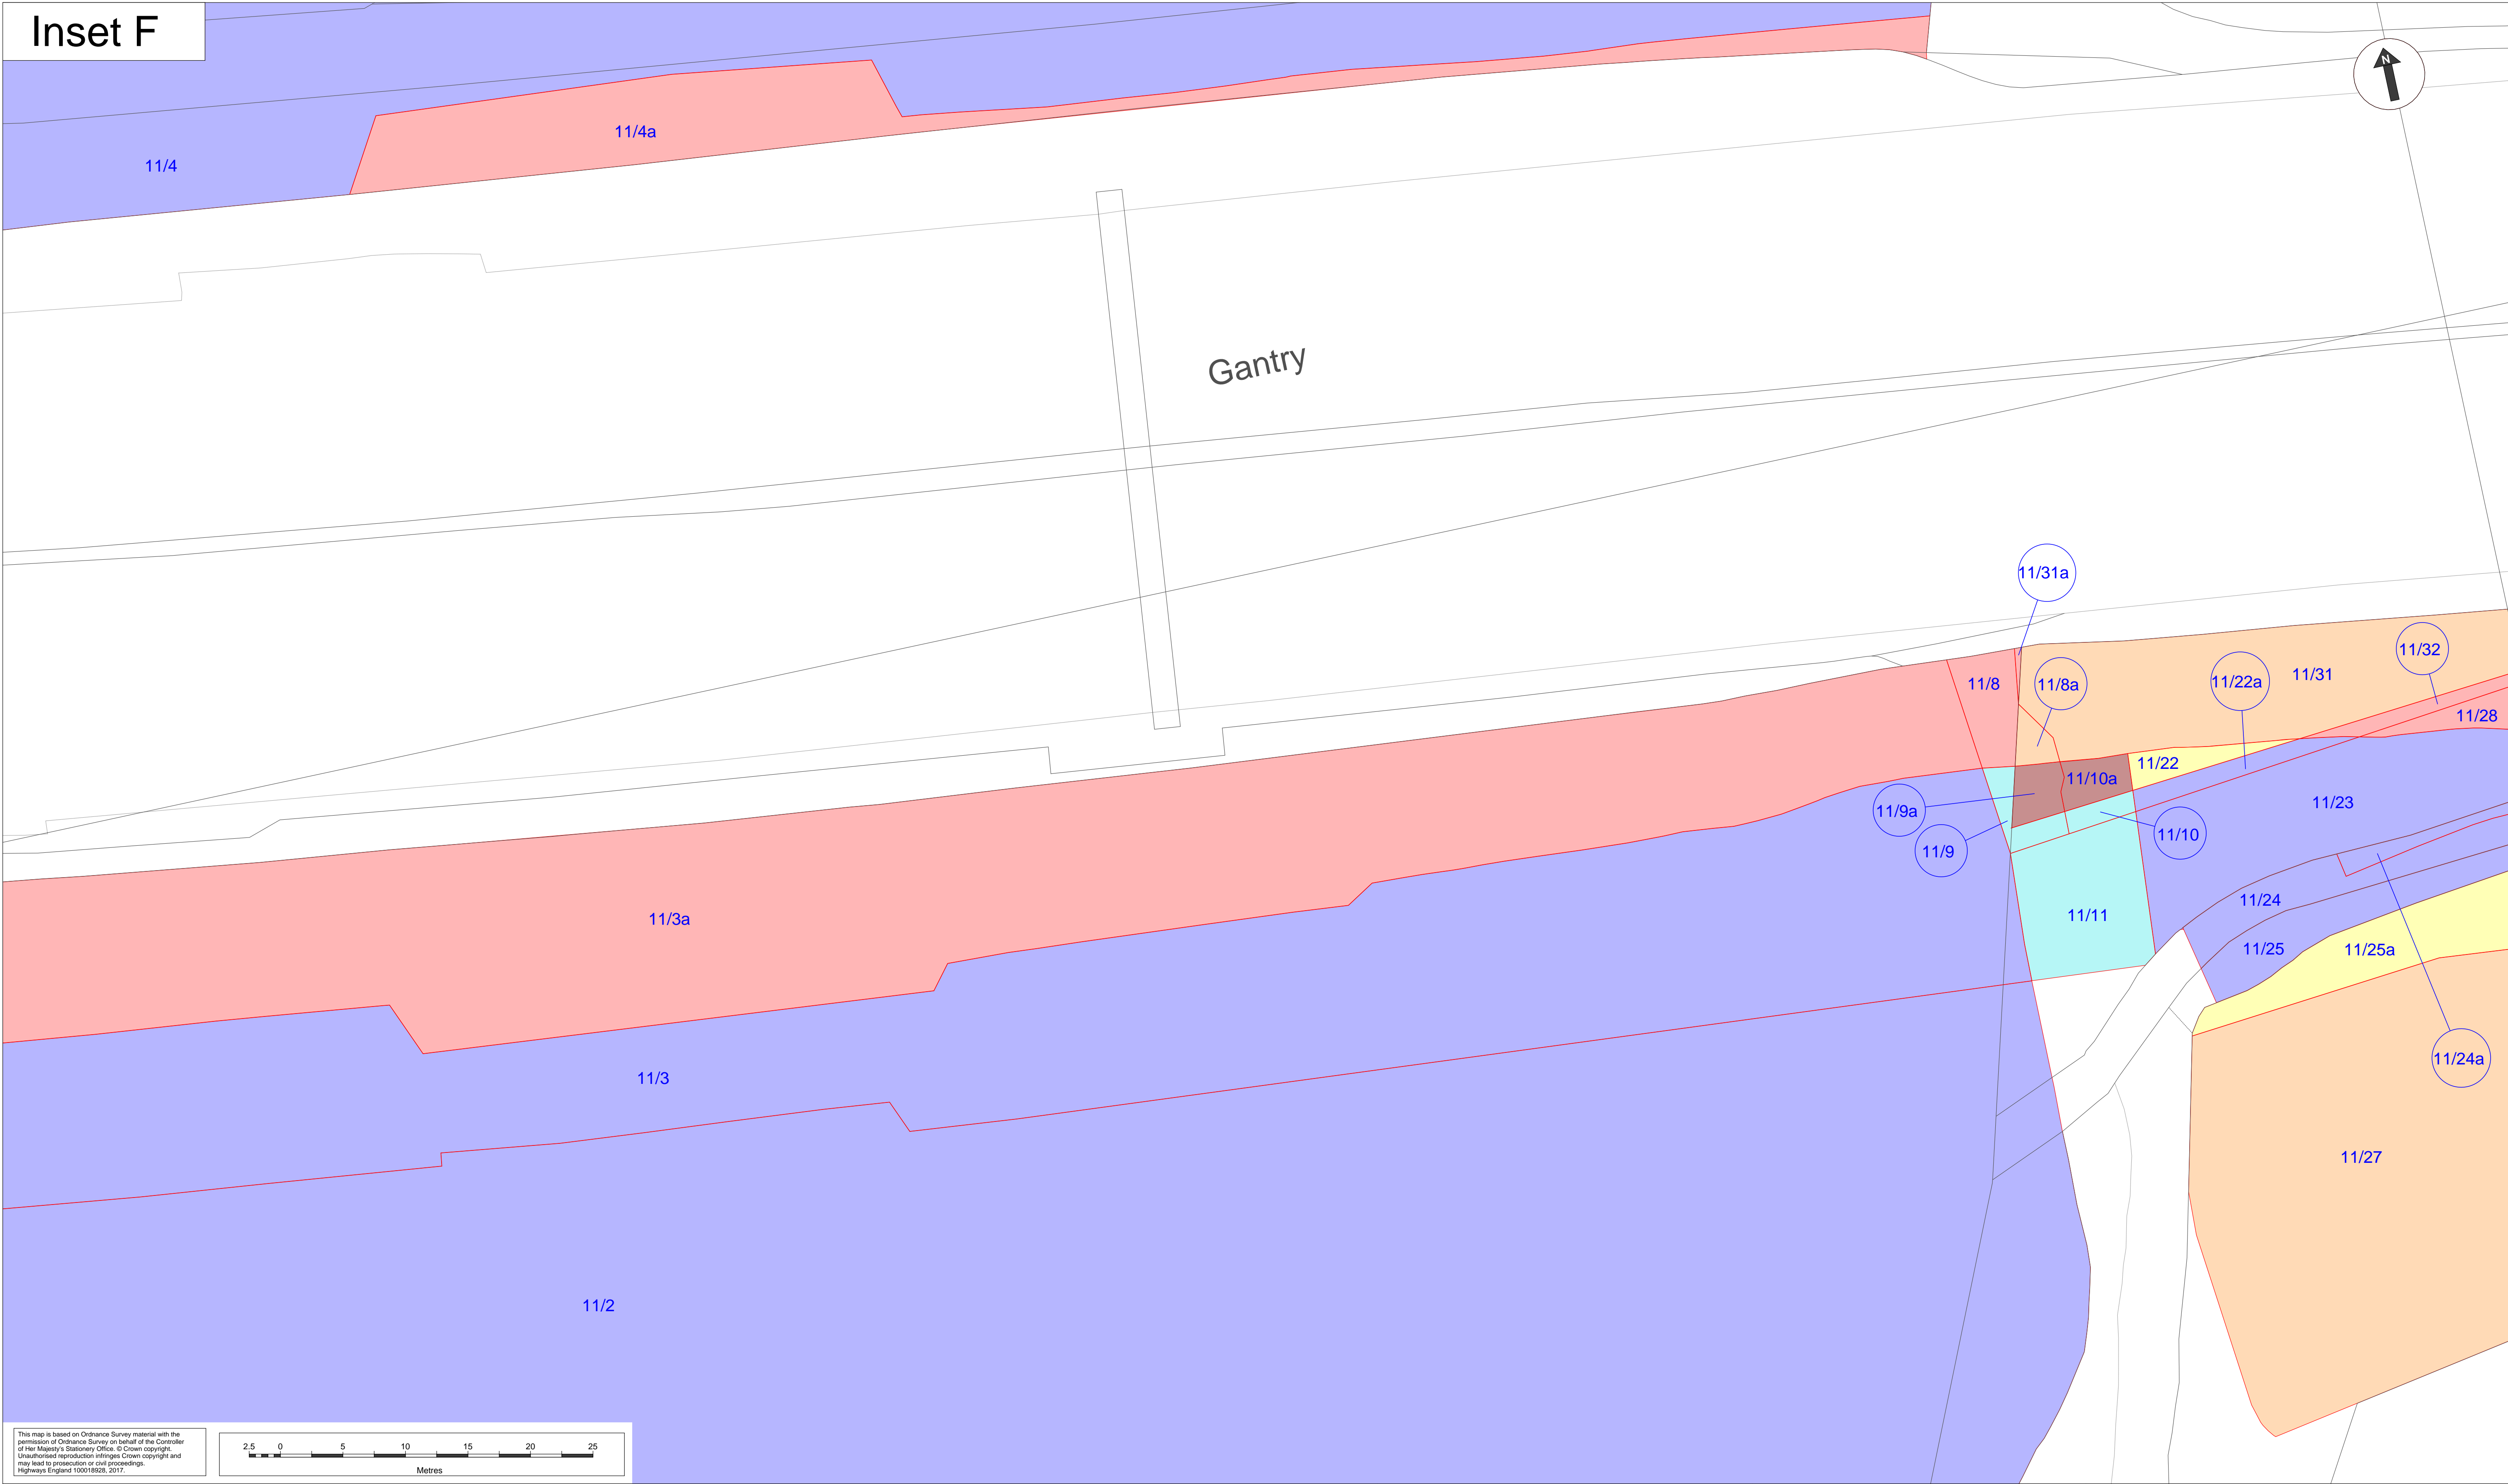 Inset F
N
11/4a
11/4
Gantry
11/31a
11/32
11/31
11/22a
11/8
11/8a
11/28
11/22
11/10a
11/23
11/9a
11/10
11/9
11/24
11/11
11/3a
11/25
11/25a
11/24a
11/3
11/27
11/2
This map is based on Ordnance Survey material with the
permission of Ordnance Survey on behalf of the Controller
of Her Majesty's Stationery Office. © Crown copyright.
Unauthorised reproduction infringes Crown copyright and
may lead to prosecution or civil proceedings.
Highways England 100018928, 2017.
2.5 0 5 10 15 20 25
Metres